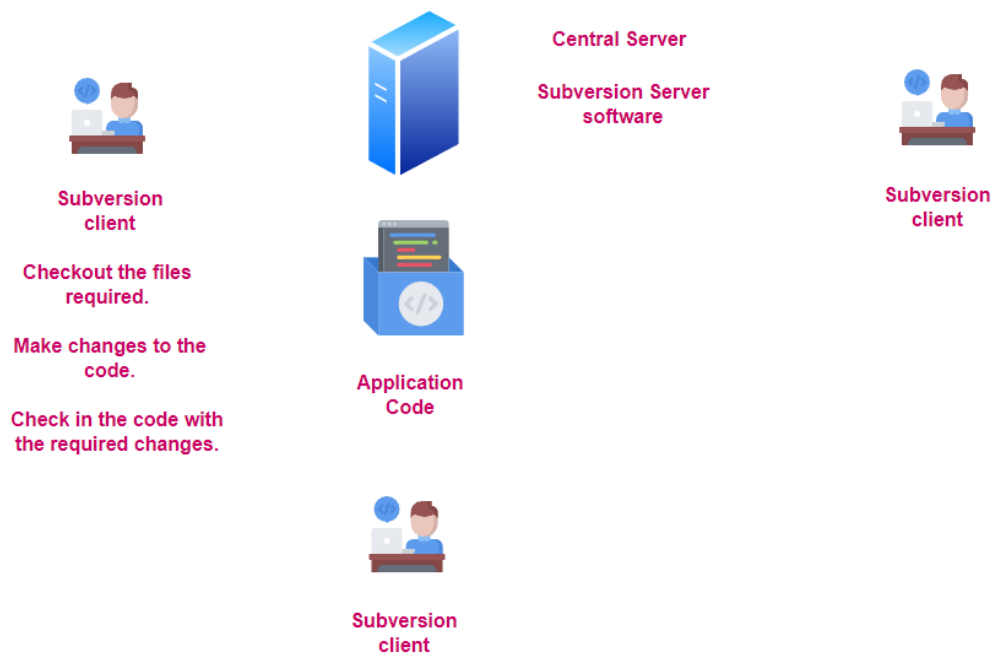 Central Server
Subversion Server
software
Subversion
client
Checkout the files
required.
Make changes to the
code.
Check in the code with
the required changes.
Application
Code
Subversion
client
Subversion
client